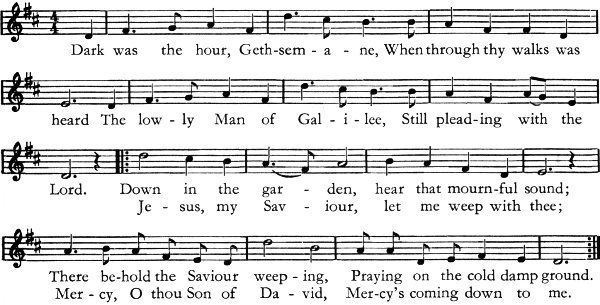 4
4
Dark was the hour, Geth-sem - a - ne, When through thy walks was
heard The low - ly Man of Gal - i - lee, Still plead-ing with the
Lord. Down in the gar - den, hear that mourn-ful sound;
Je - sus, my Sav - iour, let me weep with thee;
There be-hold the Saviour weep - ing, Praying on the cold damp ground.
Mer - cy, O thou Son of Da - vid, Mercy's coming down to me.